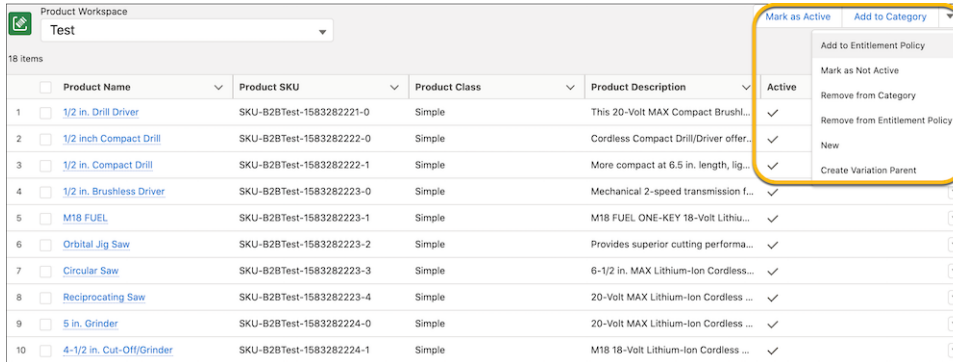 Product Workspace
Test
Mark as Active Add to Category
18 items
Add to Entitlement Policy
Mark as Not Active
Remove from Category
Remove from Entitlement Policy
New
Create Variation Parent
Product Name Product SKU Product Class Product Description Active
1 1/2 in. Drill Driver SKU-B2BTest-1583282221-0 Simple This 20-Volt MAX Compact Brushl...
2 1/2 inch Compact Drill SKU-B2BTest-1583282222-0 Simple Cordless Compact Drill/Driver offer...
3 1/2 in. Compact Drill SKU-B2BTest-1583282222-1 Simple More compact at 6.5 in. length, lig...
4 1/2 in. Brushless Driver SKU-B2BTest-1583282223-0 Simple Mechanical 2-speed transmission f...
5 M18 FUEL SKU-B2BTest-1583282223-1 Simple M18 FUEL ONE-KEY 18-Volt Lithiu...
6 Orbital Jig Saw SKU-B2BTest-1583282223-2 Simple Provides superior cutting performa...
7 Circular Saw SKU-B2BTest-1583282223-3 Simple 6-1/2 in. MAX Lithium-Ion Cordless...
8 Reciprocating Saw SKU-B2BTest-1583282223-4 Simple 20-Volt MAX Lithium-Ion Cordless ...
9 5 in. Grinder SKU-B2BTest-1583282224-0 Simple 20-Volt MAX Lithium-Ion Cordless ...
10 4-1/2 in. Cut-Off/Grinder SKU-B2BTest-1583282224-1 Simple M18 18-Volt Lithium-Ion Cordless ...